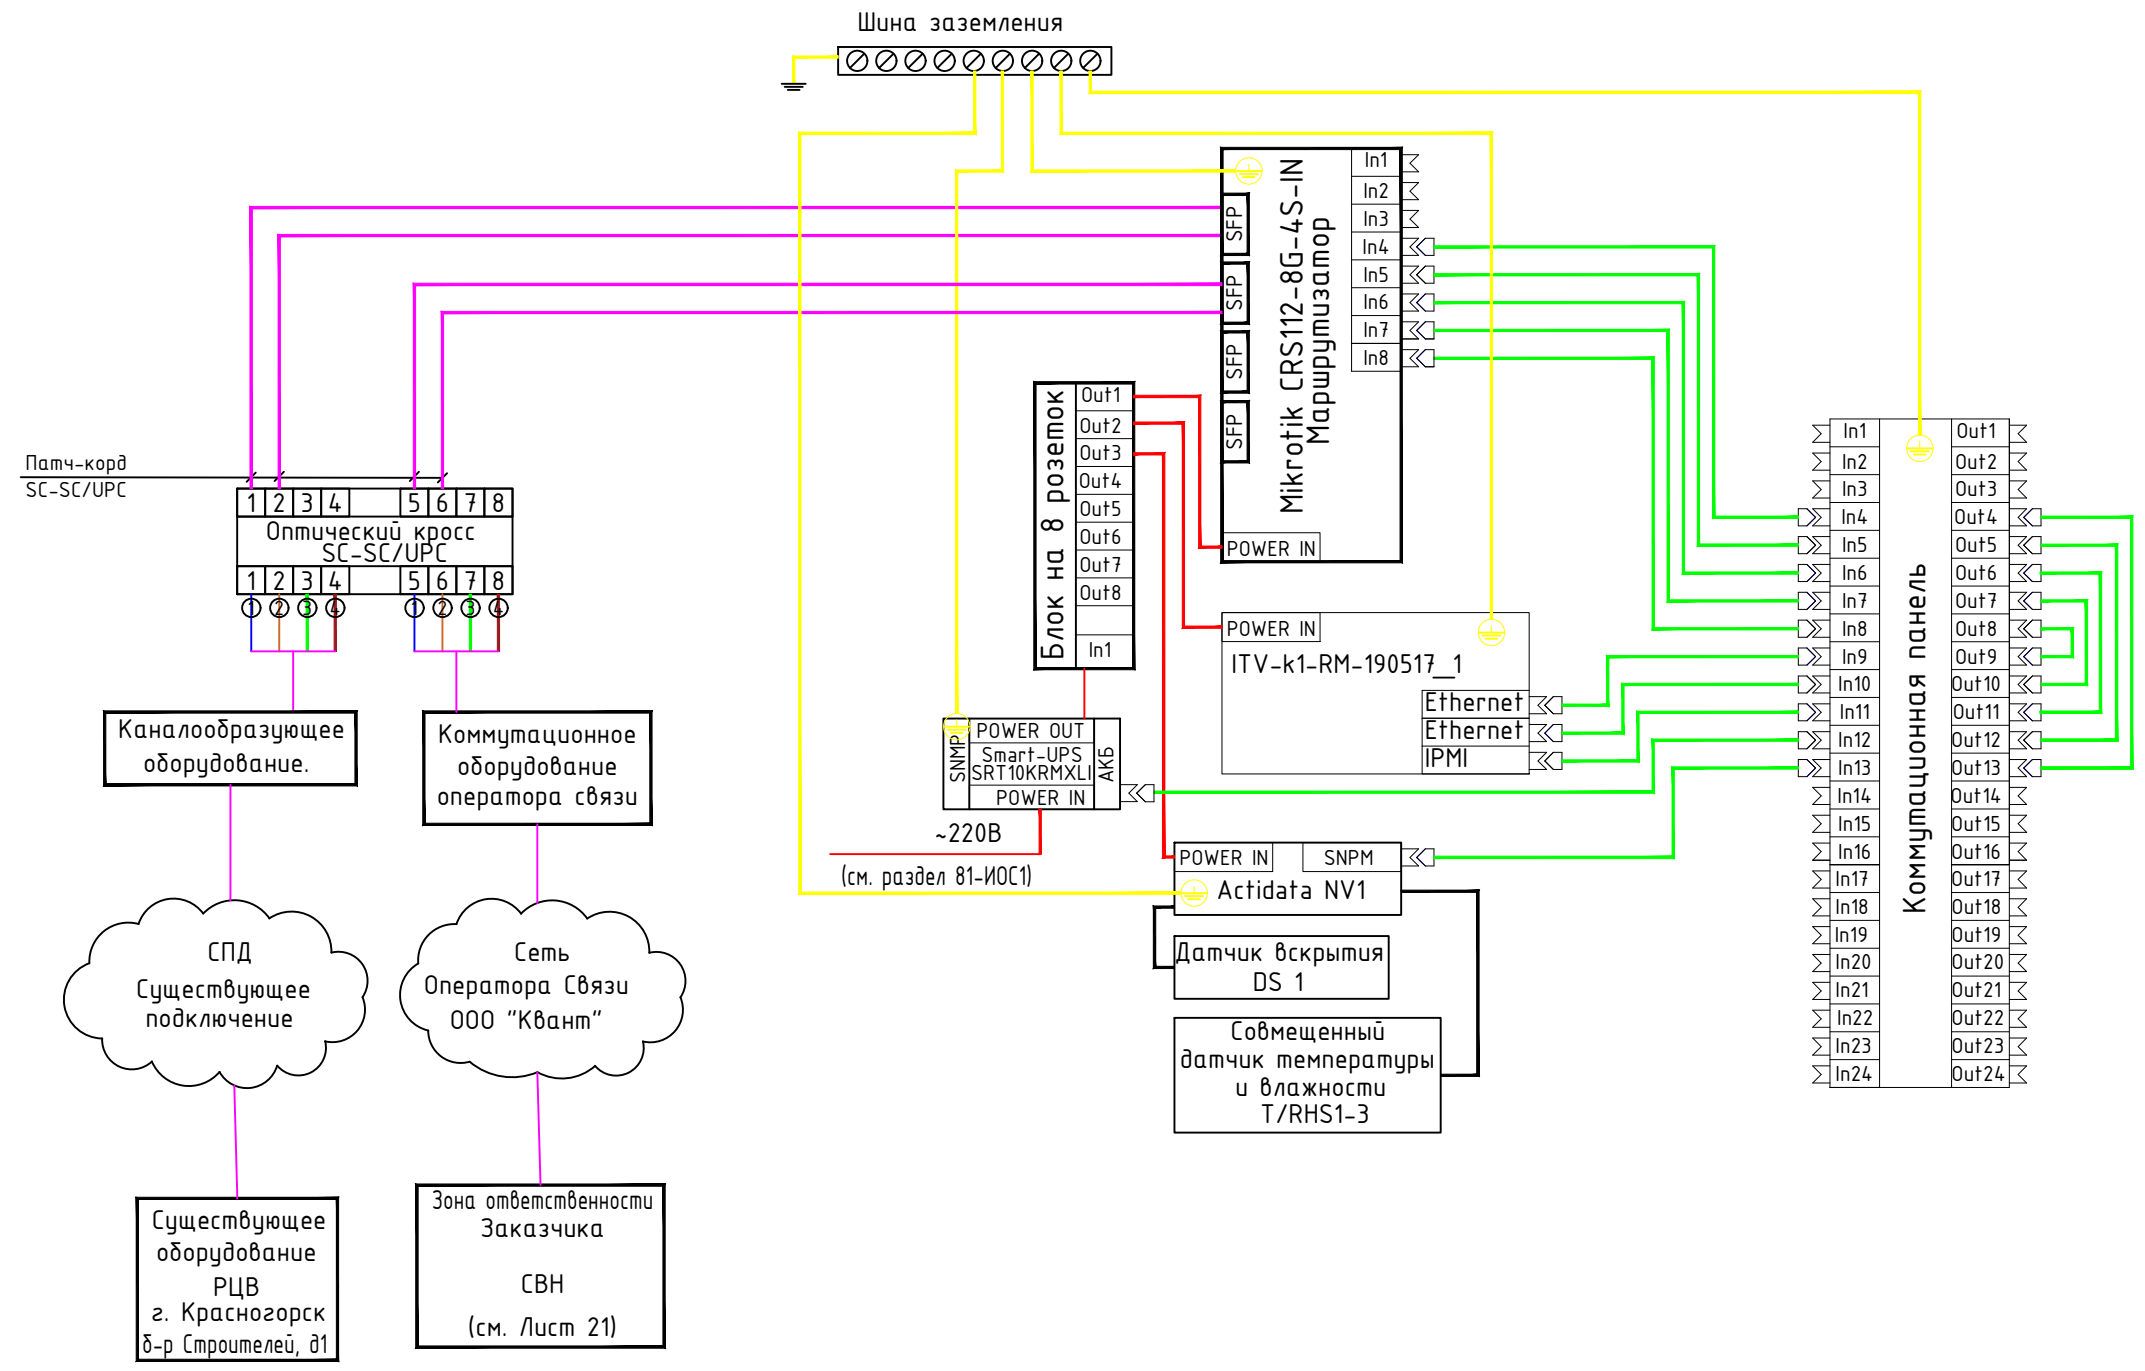 Шина заземления
Mikrotik CRS112-8G-4S-IN
Маршрутизатор
SFP
SFP
SFP
SFP
In1
In2
In3
In4
In5
In6
In7
In8
POWER IN
Блок на 8 розеток
Out1
Out2
Out3
Out4
Out5
Out6
Out7
Out8
In1
Патч-корд
SC-SC/UPC
1 2 3 4 5 6 7 8
Оптический кросс
SC-SC/UPC
1 2 3 4 5 6 7 8
1 2 3 4 1 2 3 4
POWER IN
ITV-k1-RM-190517_1
Ethernet
Ethernet
IPMI
Каналообразующее
оборудование.
Коммутационное
оборудование
оператора связи
SNMP
POWER OUT
Smart-UPS
SRT10KRMXLI
POWER IN
АКБ
~220В
(см. раздел 81-ИОС1)
POWER IN
SNPM
Actidata NV1
Датчик вскрытия
DS 1
Совмещенный
датчик температуры
и влажности
T/RHS1-3
СПД
Существующее
подключение
Сеть
Оператора Связи
ООО "Квант"
Существующее
оборудование
РЦВ
г. Красногорск
б-р Строителей, д1
Зона ответственности
Заказчика
СВН
(см. Лист 21)
Коммутационная панель
In1 Out1
In2 Out2
In3 Out3
In4 Out4
In5 Out5
In6 Out6
In7 Out7
In8 Out8
In9 Out9
In10 Out10
In11 Out11
In12 Out12
In13 Out13
In14 Out14
In15 Out15
In16 Out16
In17 Out17
In18 Out18
In19 Out19
In20 Out20
In21 Out21
In22 Out22
In23 Out23
In24 Out24